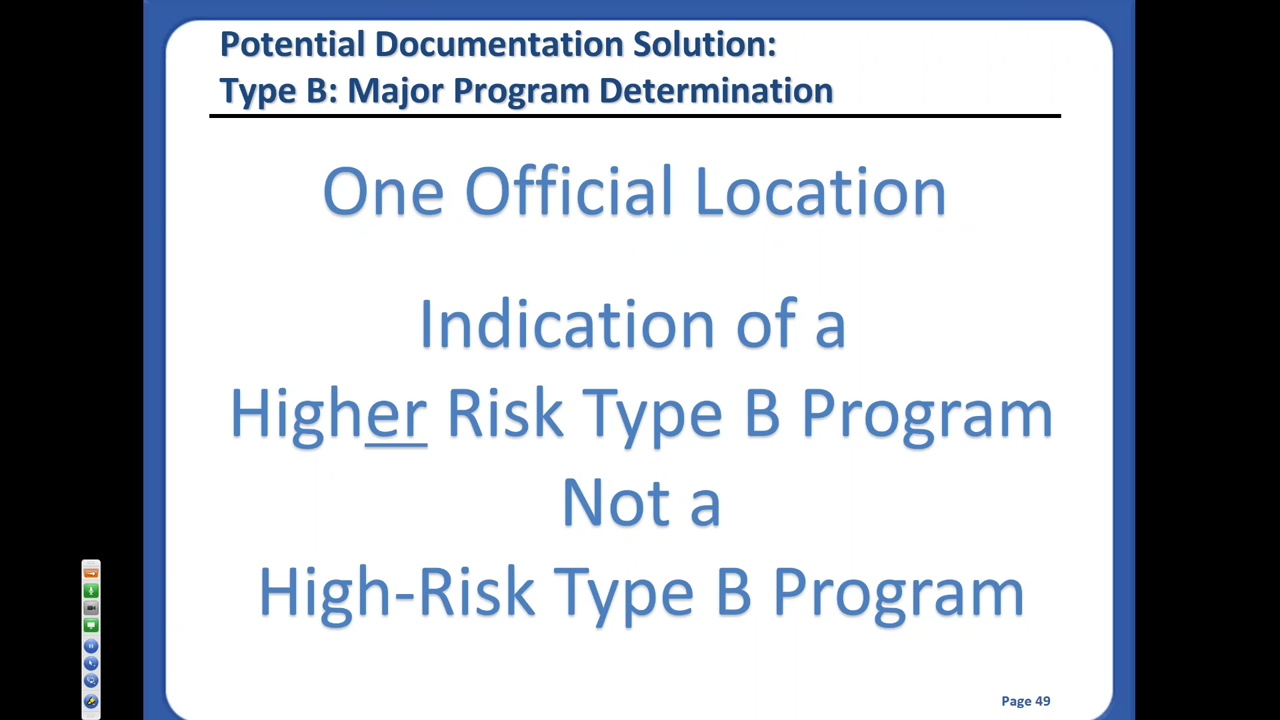 Potential Documentation Solution:
Type B: Major Program Determination
One Official Location
Indication of a
Higher Risk Type B Program
Not a
High-Risk Type B Program
Page 49